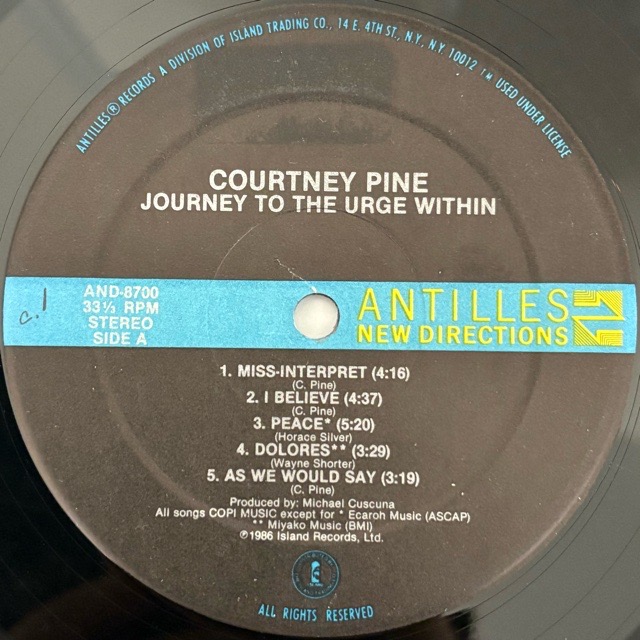 ANTILLES® RECORDS A DIVISION OF ISLAND TRADING CO., 14 E. 4TH ST., N.Y., N.Y. 10012 ™ USED UNDER LICENSE
COURTNEY PINE
JOURNEY TO THE URGE WITHIN
c.1
AND-8700
33⅓ RPM
STEREO
SIDE A
ANTILLES
NEW DIRECTIONS
1. MISS-INTERPRET (4:16)
(C. Pine)
2. I BELIEVE (4:37)
(C. Pine)
3. PEACE* (5:20)
(Horace Silver)
4. DOLORES** (3:29)
(Wayne Shorter)
5. AS WE WOULD SAY (3:19)
(C. Pine)
Produced by: Michael Cuscuna
All songs COPI MUSIC except for * Ecaroh Music (ASCAP)
** Miyako Music (BMI)
℗1986 Island Records, Ltd.
ALL RIGHTS RESERVED